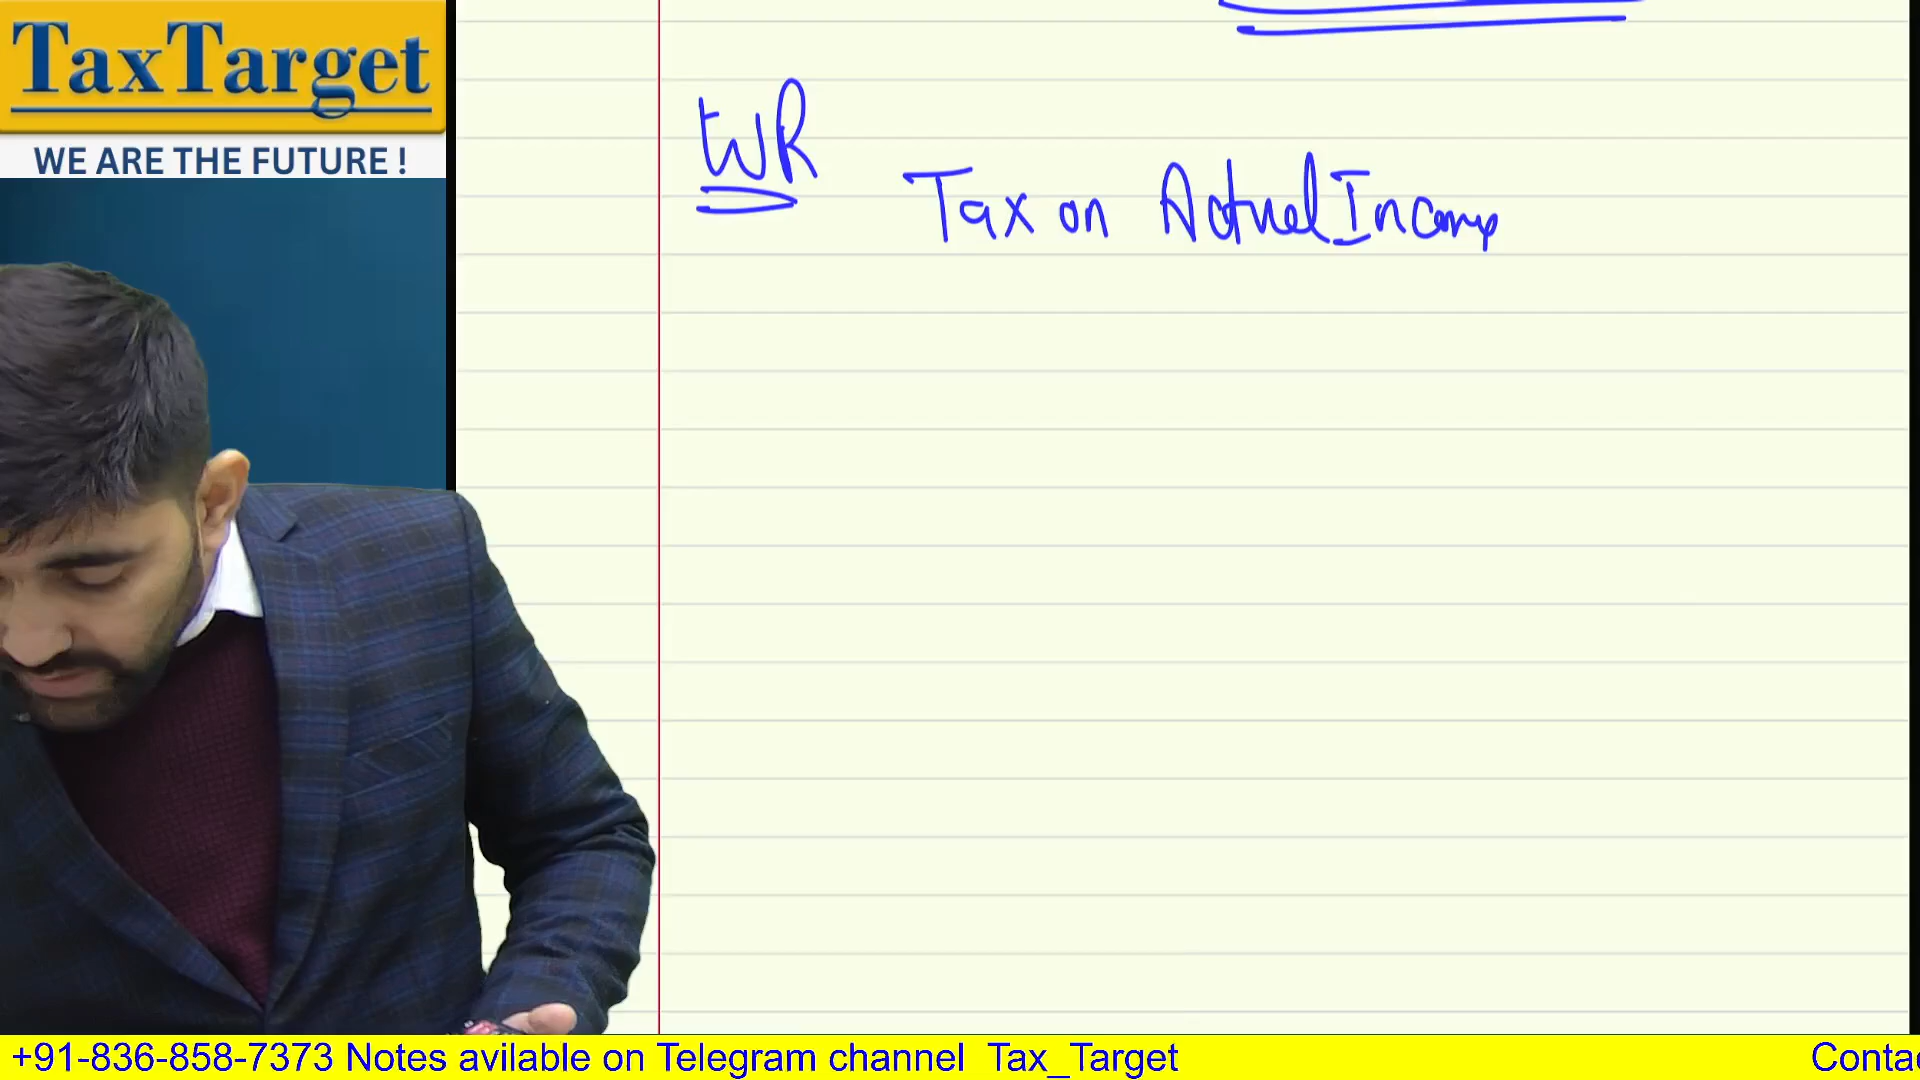 TaxTarget
WE ARE THE FUTURE !
WR
Tax on Actual Income
+91-836-858-7373 Notes avilable on Telegram channel Tax_Target
Contac